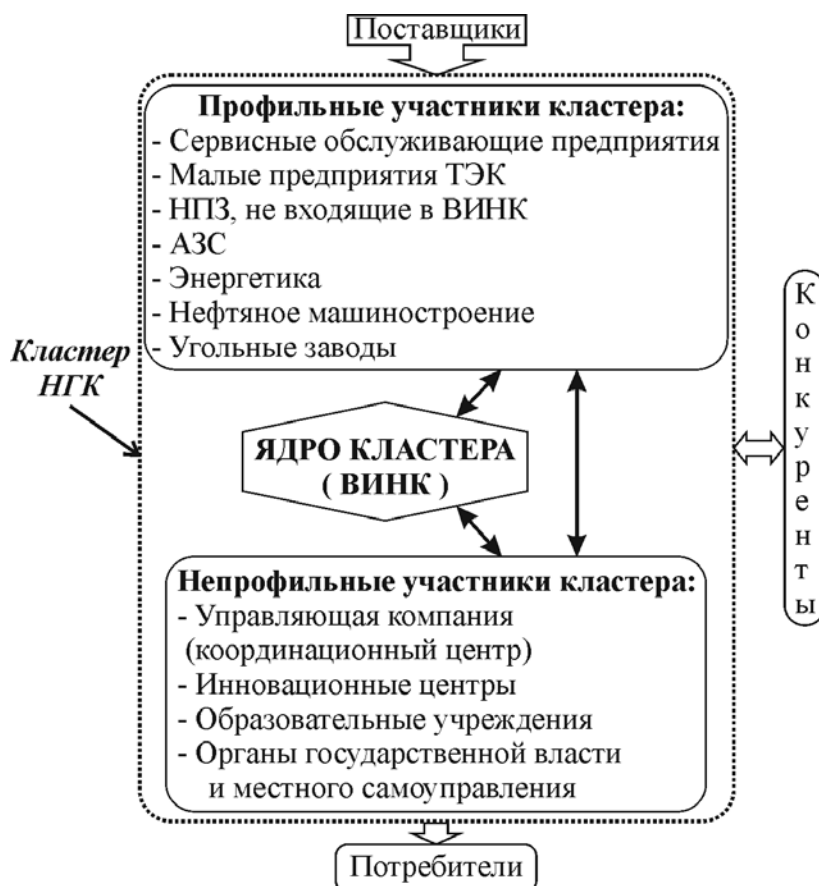 Поставщики
Профильные участники кластера:
- Сервисные обслуживающие предприятия
- Малые предприятия ТЭК
- НПЗ, не входящие в ВИНК
- АЗС
- Энергетика
- Нефтяное машиностроение
- Угольные заводы
Кластер
НГК
ЯДРО КЛАСТЕРА
( ВИНК )
Конкуренты
Непрофильные участники кластера:
- Управляющая компания
(координационный центр)
- Инновационные центры
- Образовательные учреждения
- Органы государственной власти
и местного самоуправления
Потребители